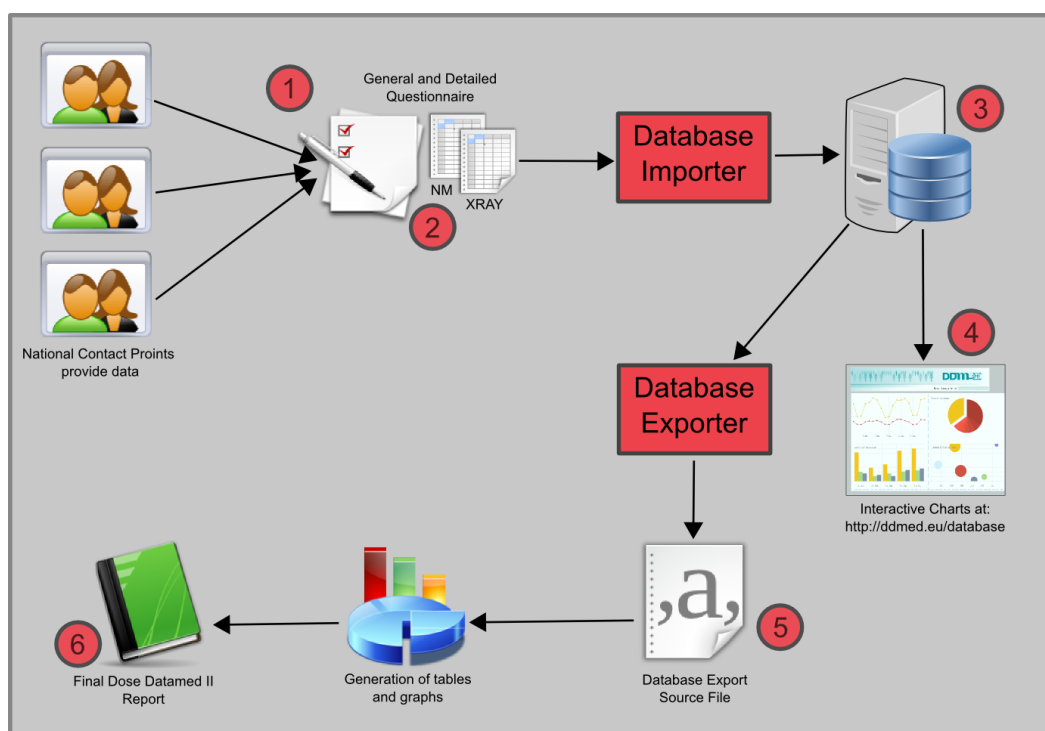 1
General and Detailed
Questionnaire
NM
XRAY
2
Database
Importer
3
National Contact Proints
provide data
4
DDM
Interactive Charts at:
http://ddmed.eu/database
Database
Exporter
,a,
5
Database Export
Source File
Generation of tables
and graphs
6
Final Dose Datamed II
Report